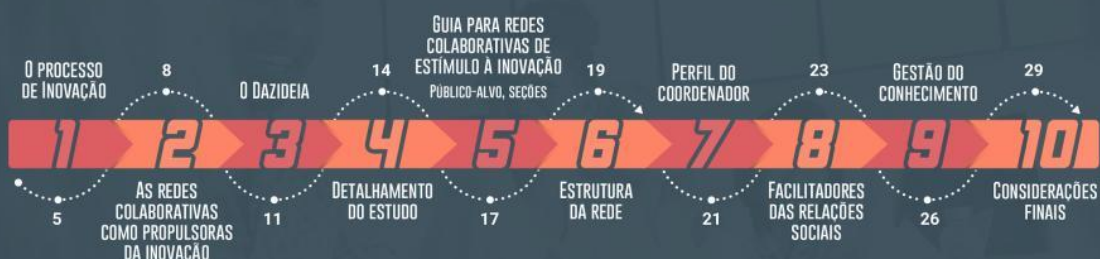 O PROCESSO
DE INOVAÇÃO
8
O DAZIDEIA
14
GUIA PARA REDES
COLABORATIVAS DE
ESTÍMULO À INOVAÇÃO
PÚBLICO-ALVO, SEÇÕES
19
PERFIL DO
COORDENADOR
23
GESTÃO DO
CONHECIMENTO
29
1 2 3 4 5 6 7 8 9 10
5
AS REDES
COLABORATIVAS
COMO PROPULSORAS
DA INOVAÇÃO
11
DETALHAMENTO
DO ESTUDO
17
ESTRUTURA
DA REDE
21
FACILITADORES
DAS RELAÇÕES
SOCIAIS
26
CONSIDERAÇÕES
FINAIS